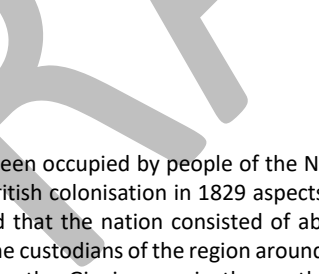 een occupied by people of the N
ritish colonisation in 1829 aspects
d that the nation consisted of ab
ne custodians of the region around